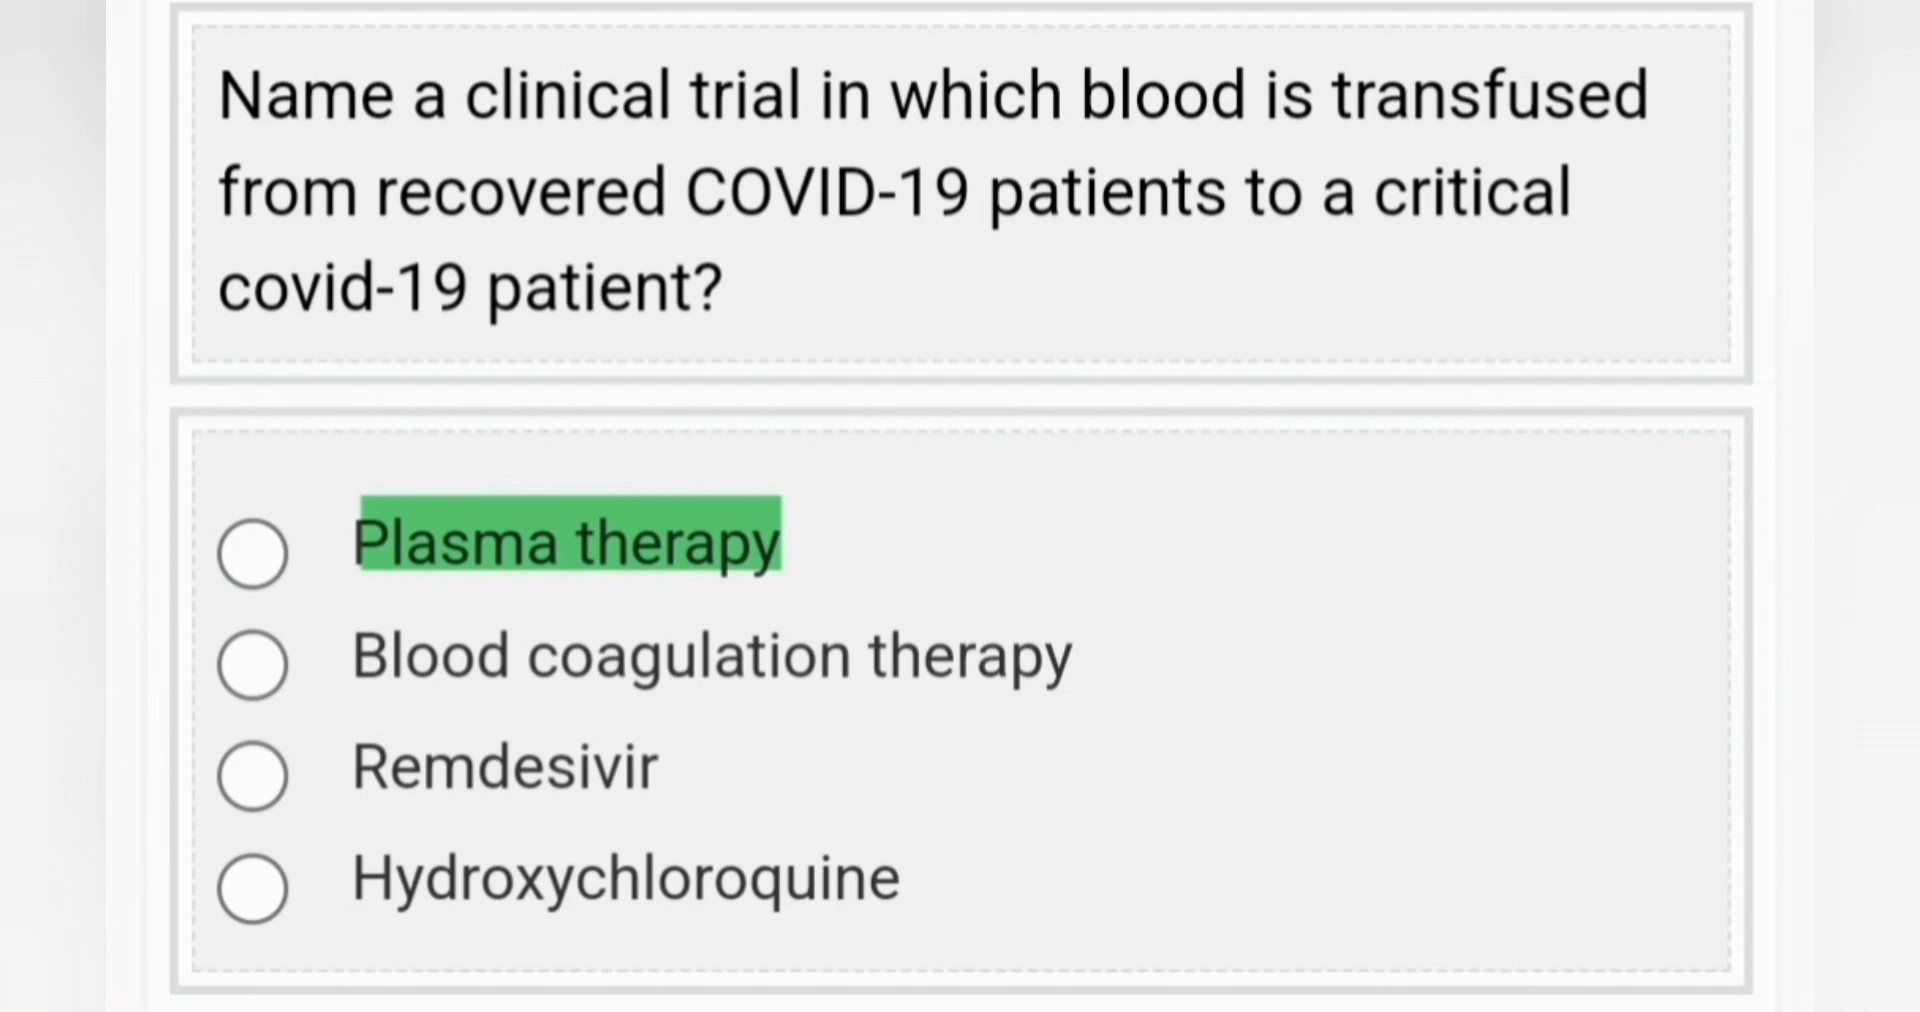 Name a clinical trial in which blood is transfused
from recovered COVID-19 patients to a critical
covid-19 patient?
Plasma therapy
Blood coagulation therapy
Remdesivir
Hydroxychloroquine